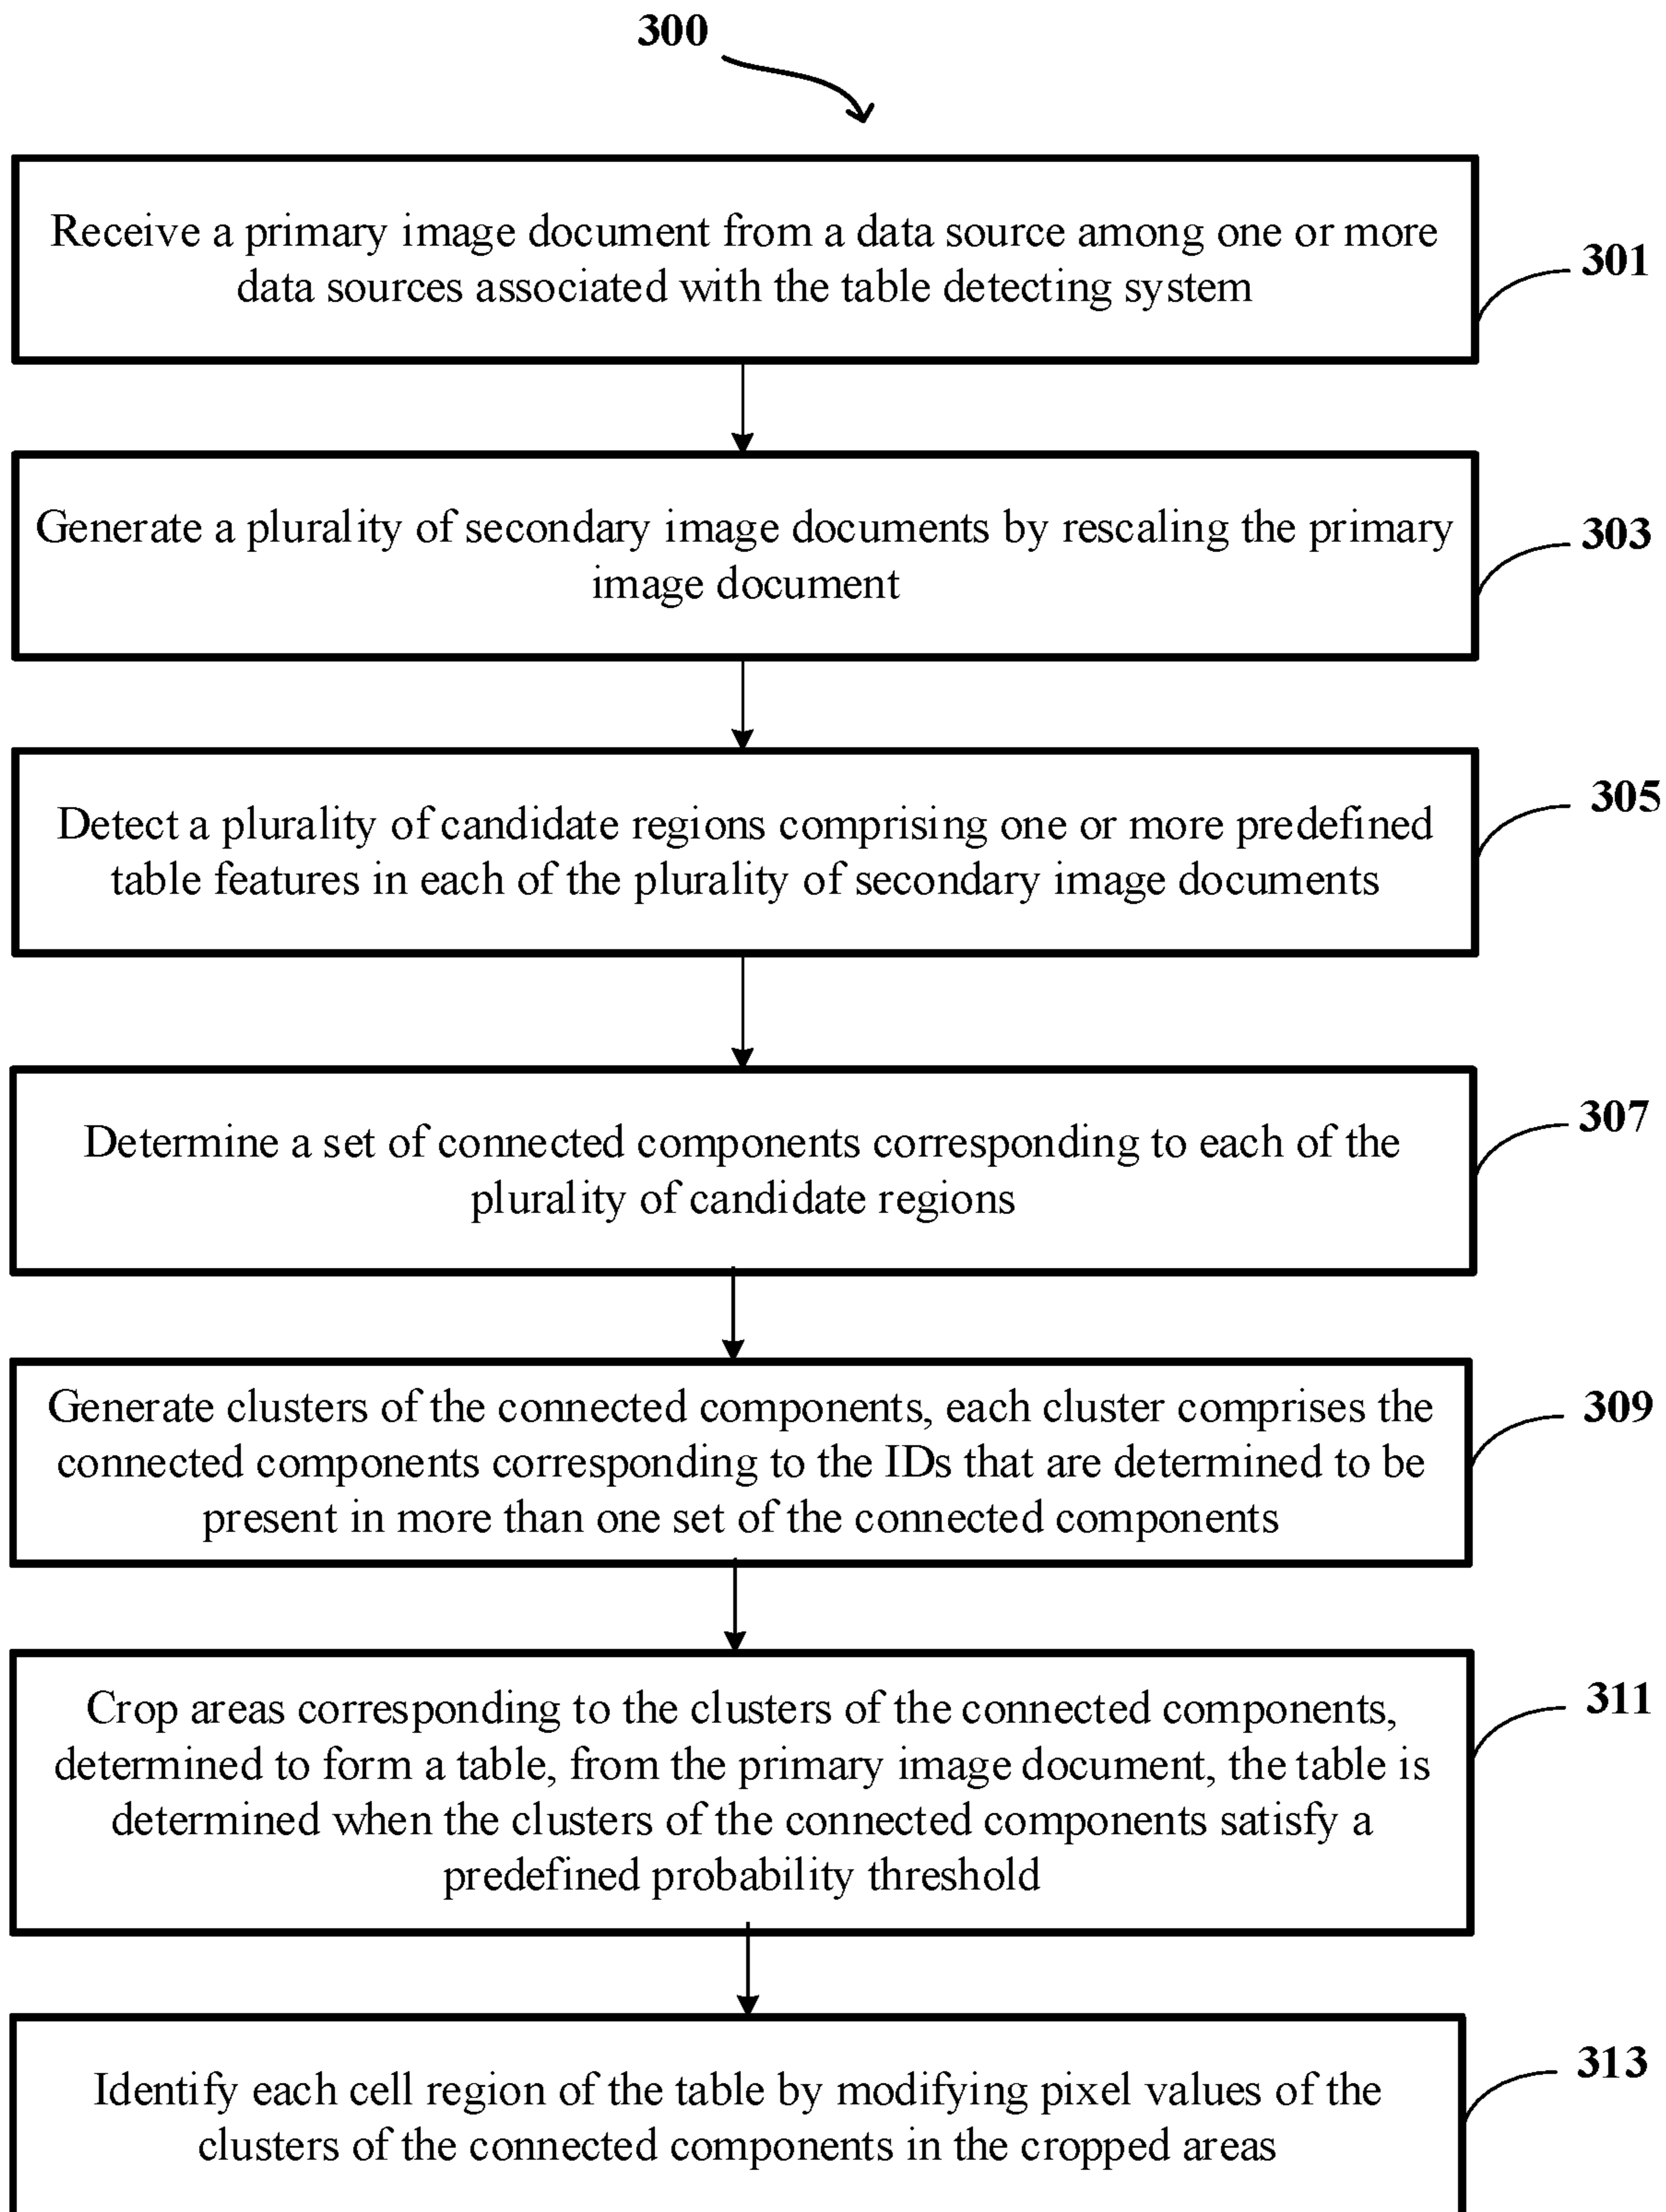 300
Receive a primary image document from a data source among one or more
data sources associated with the table detecting system
301
Generate a plurality of secondary image documents by rescaling the primary
image document
303
Detect a plurality of candidate regions comprising one or more predefined
table features in each of the plurality of secondary image documents
305
Determine a set of connected components corresponding to each of the
plurality of candidate regions
307
Generate clusters of the connected components, each cluster comprises the
connected components corresponding to the IDs that are determined to be
present in more than one set of the connected components
309
Crop areas corresponding to the clusters of the connected components,
determined to form a table, from the primary image document, the table is
determined when the clusters of the connected components satisfy a
predefined probability threshold
311
Identify each cell region of the table by modifying pixel values of the
clusters of the connected components in the cropped areas
313